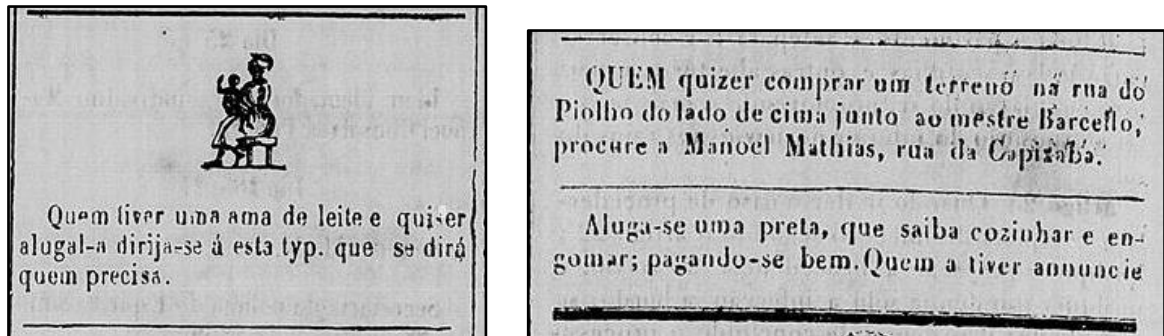 Quem tiver uma ama de leite e quiser
alugal-a dirija-se á esta typ. que se dirá
quem precisa.
QUEM quizer comprar um terreno na rua do
Piolho do lado de cima junto ao mestre Barcello,
procure a Manoel Mathias, rua da Capixaba.
Aluga-se uma preta, que saiba cozinhar e en-
gomar; pagando-se bem. Quem a tiver annuncie